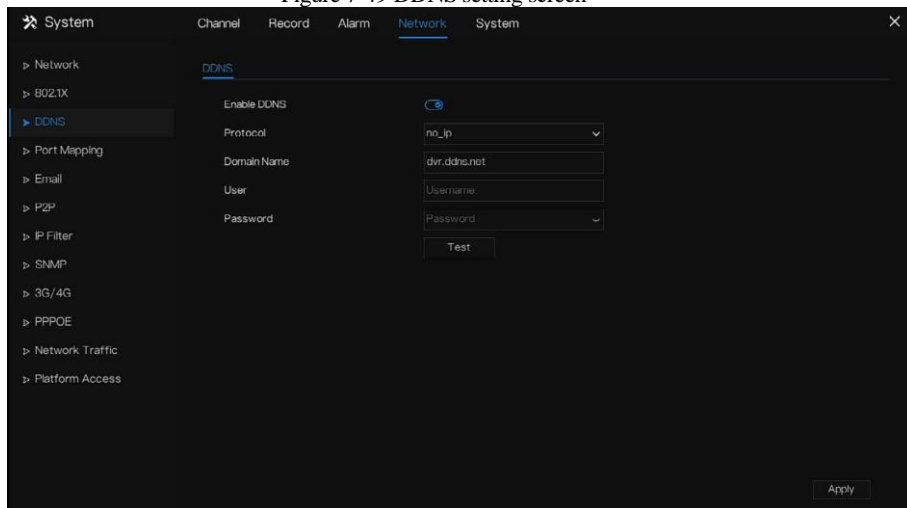 Figure 7-49 DDNS setting screen
System
Channel Record Alarm Network System
Network
802.1X
DDNS
Port Mapping
Email
P2P
IP Filter
SNMP
3G/4G
PPPOE
Network Traffic
Platform Access
DDNS
Enable DDNS
Protocol no_ip
Domain Name dvr.ddns.net
User Username
Password Password
Test
Apply